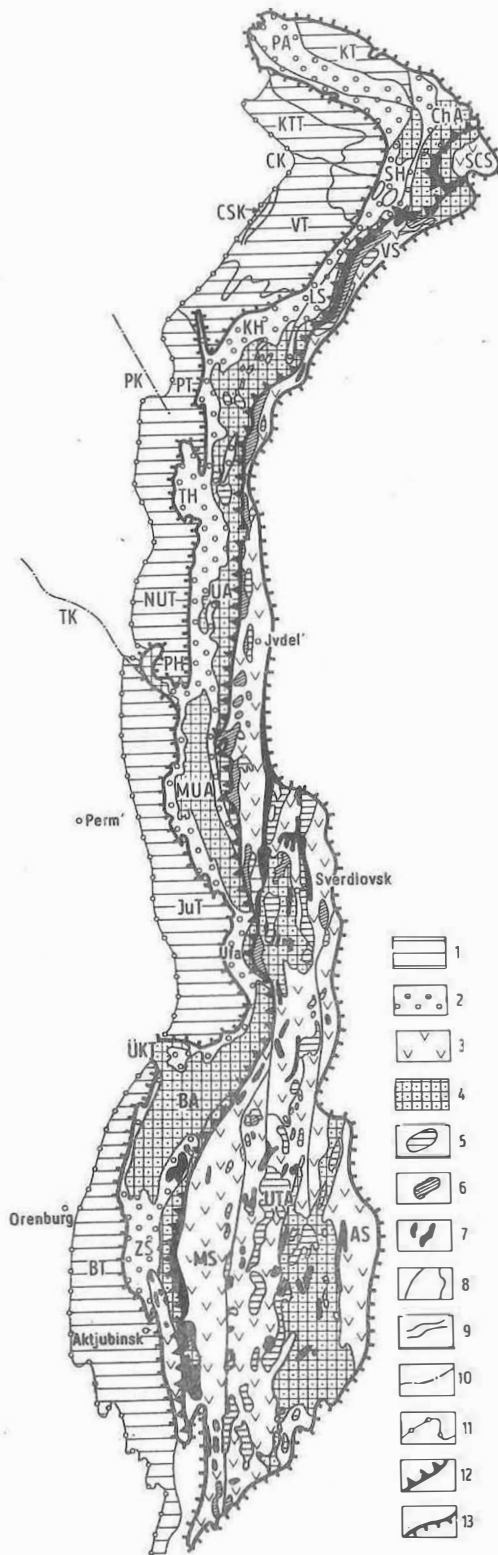 PA
KT
KTT
ChA
CK
SH
SCS
CSK
VT
VS
LS
KH
PK
PT
TH
NUT
UA
TK
Jvdel'
PH
MUA
Perm'
Sverdlovsk
JuT
Ufa
ÜKT
BA
Orenburg
UTA
AS
ZS
MS
BT
Aktjubinsk
1
2
3
4
5
6
7
8
9
10
11
12
13